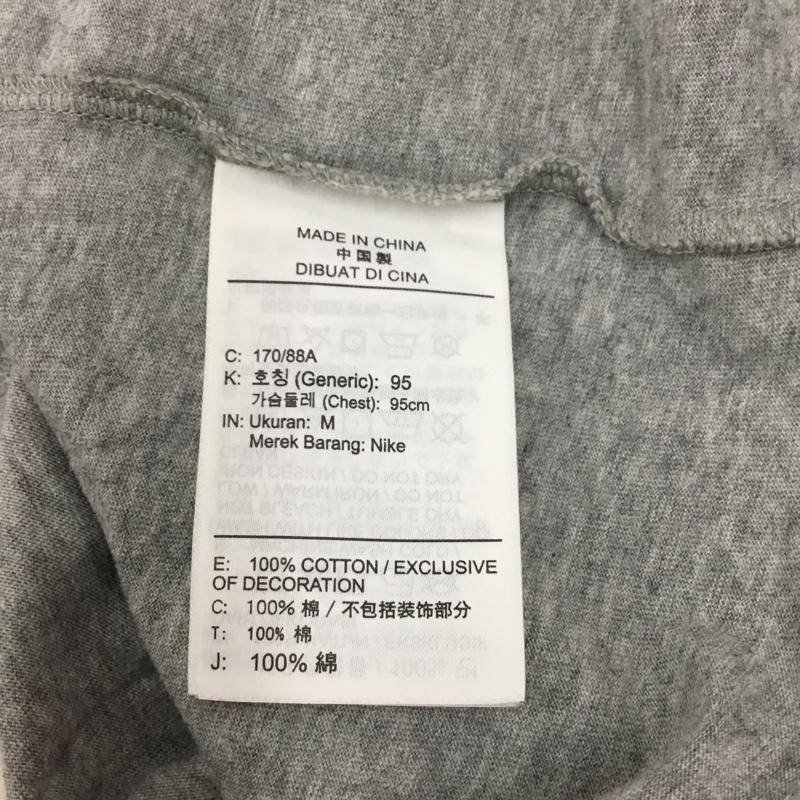 MADE IN CHINA
中国製
DIBUAT DI CINA
C: 170/88A
K: 호칭 (Generic): 95
가슴둘레 (Chest): 95cm
IN: Ukuran: M
Merek Barang: Nike
E: 100% COTTON / EXCLUSIVE
OF DECORATION
C: 100% 棉 / 不包括装饰部分
T: 100% 棉
J: 100% 綿